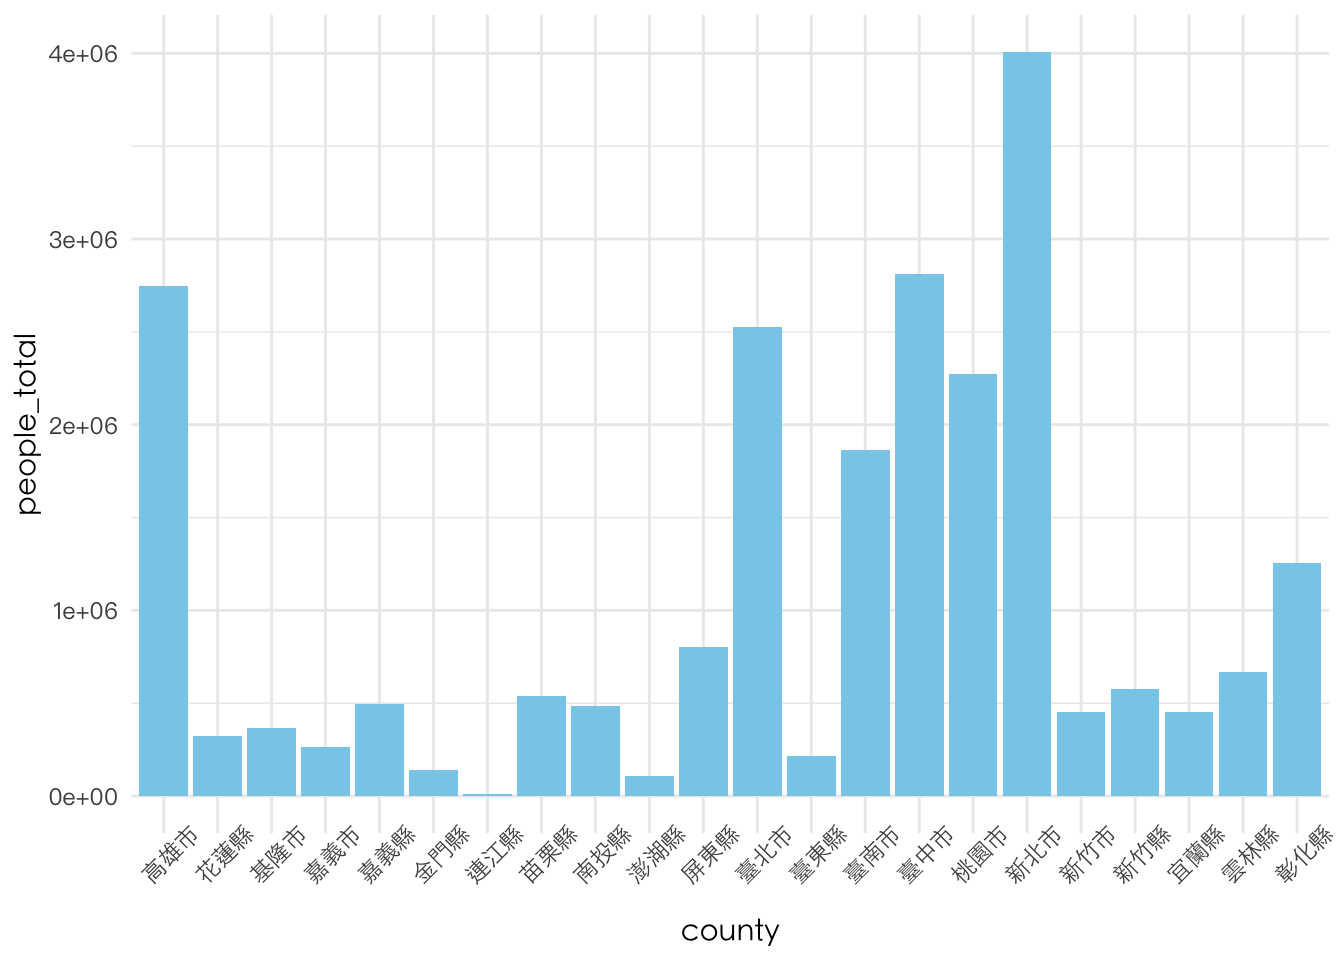 people_total
4e+06
3e+06
2e+06
1e+06
0e+00
高雄市
花蓮縣
基隆市
嘉義市
嘉義縣
金門縣
連江縣
苗栗縣
南投縣
澎湖縣
屏東縣
臺北市
臺東縣
臺南市
臺中市
桃園市
新北市
新竹市
新竹縣
宜蘭縣
雲林縣
彰化縣
county